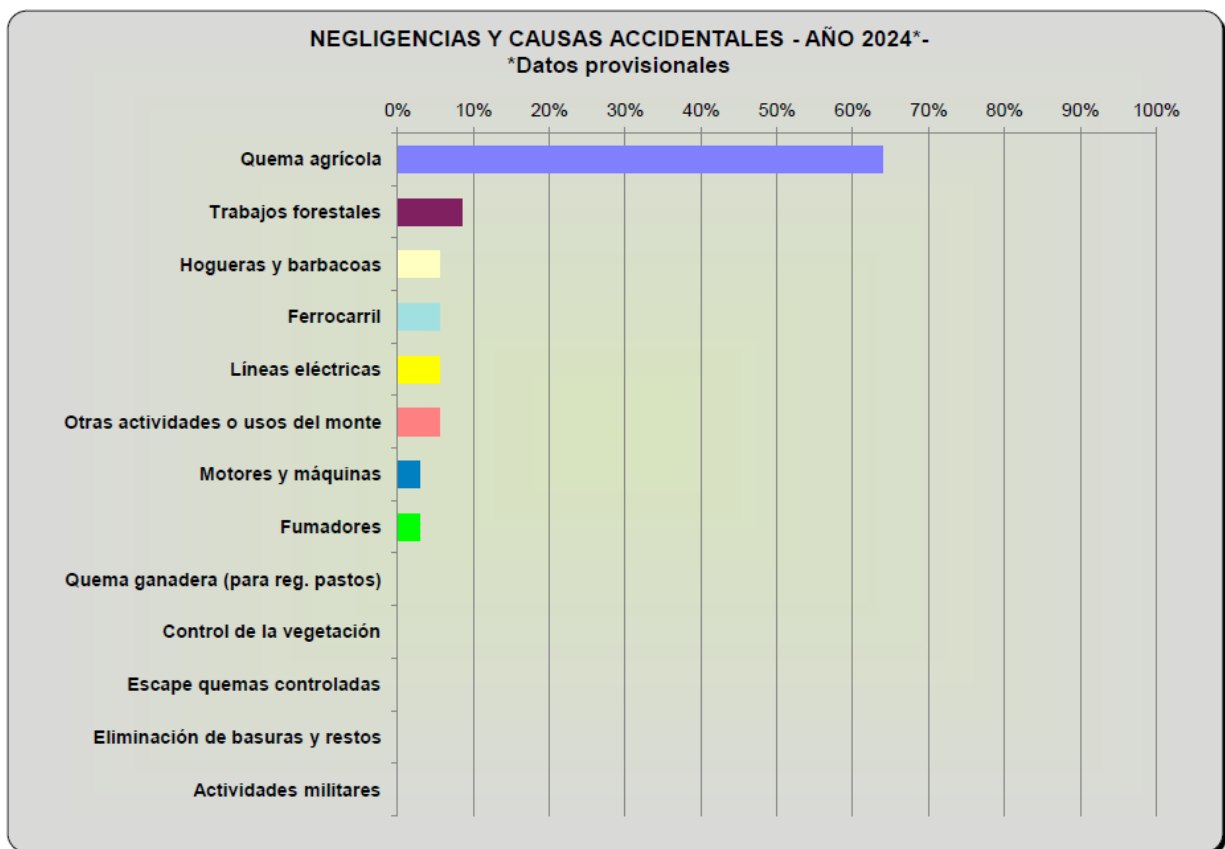 NEGLIGENCIAS Y CAUSAS ACCIDENTALES - AÑO 2024*-
*Datos provisionales
0% 10% 20% 30% 40% 50% 60% 70% 80% 90% 100%
Quema agrícola
Trabajos forestales
Hogueras y barbacoas
Ferrocarril
Líneas eléctricas
Otras actividades o usos del monte
Motores y máquinas
Fumadores
Quema ganadera (para reg. pastos)
Control de la vegetación
Escape quemas controladas
Eliminación de basuras y restos
Actividades militares